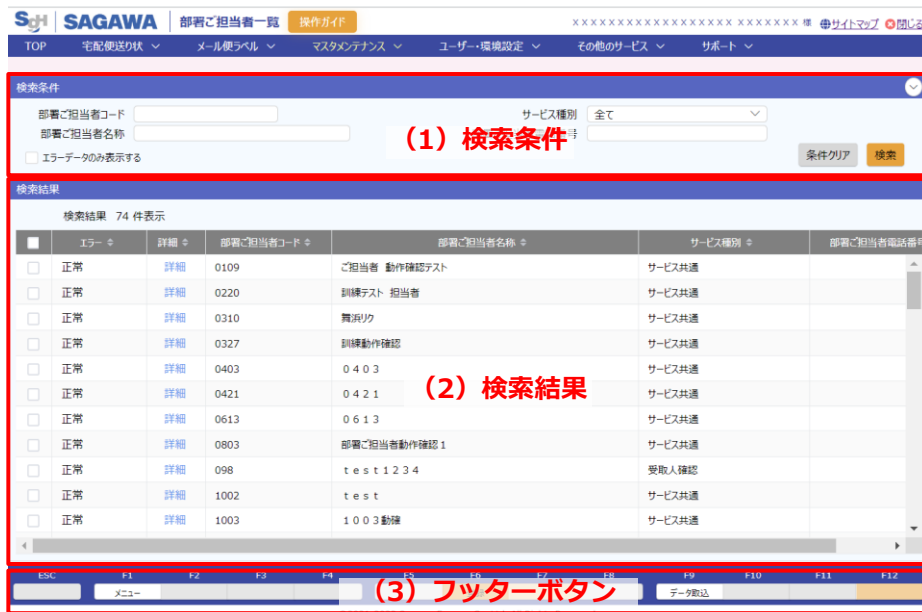 SGH SAGAWA 部署ご担当者一覧 操作ガイド ×××××××××××××××××× ××××××× 様 サイトマップ 閉じる
TOP 宅配便送り状 メール便ラベル マスタメンテナンス ユーザー・環境設定 その他のサービス サポート
検索条件
部署ご担当者コード サービス種別 全て
部署ご担当者名称 号
(1)検索条件
エラーデータのみ表示する 条件クリア 検索
検索結果
検索結果 74 件表示
エラー 詳細 部署ご担当者コード 部署ご担当者名称 サービス種別 部署ご担当者電話番号
正常 詳細 0109 ご担当者 動作確認テスト サービス共通
正常 詳細 0220 訓練テスト 担当者 サービス共通
正常 詳細 0310 舞浜リク サービス共通
正常 詳細 0327 訓練動作確認 サービス共通
正常 詳細 0403 0403 サービス共通
正常 詳細 0421 0421 サービス共通
(2)検索結果
正常 詳細 0613 0613 サービス共通
正常 詳細 0803 部署ご担当者動作確認1 サービス共通
正常 詳細 098 test1234 受取人確認
正常 詳細 1002 test サービス共通
正常 詳細 1003 1003動確 サービス共通
ESC F1 F2 F3 F4 F5 F6 F7 F8 F9 F10 F11 F12
メニュー データ取込
(3)フッターボタン